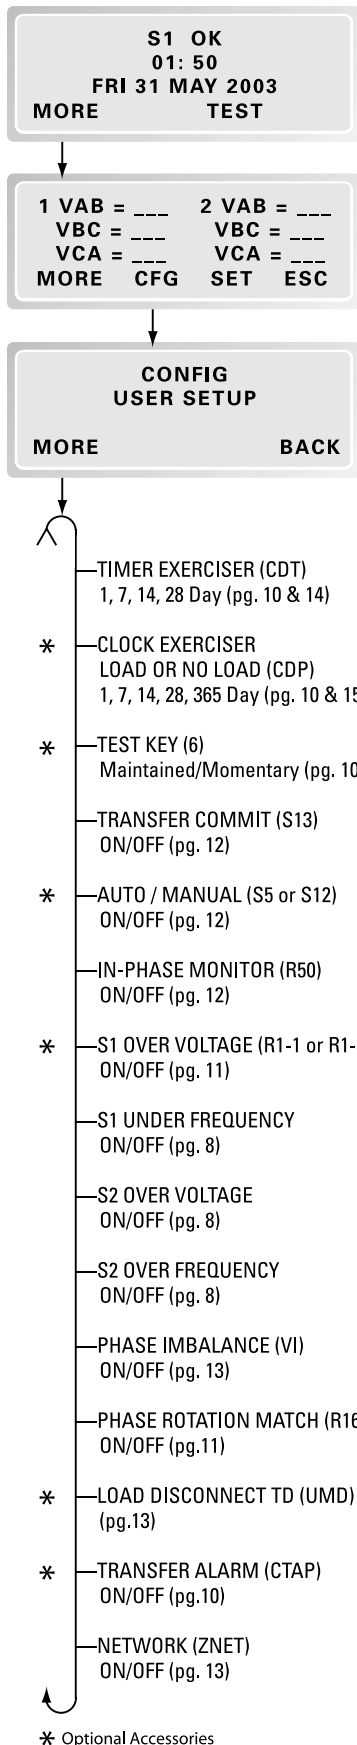 S1 OK
01: 50
FRI 31 MAY 2003
MORE TEST
1 VAB = ___ 2 VAB = ___
VBC = ___ VBC = ___
VCA = ___ VCA = ___
MORE CFG SET ESC
CONFIG
USER SETUP
MORE BACK
TIMER EXERCISER (CDT)
1, 7, 14, 28 Day (pg. 10 & 14)
* CLOCK EXERCISER
LOAD OR NO LOAD (CDP)
1, 7, 14, 28, 365 Day (pg. 10 & 15
* TEST KEY (6)
Maintained/Momentary (pg. 10
TRANSFER COMMIT (S13)
ON/OFF (pg. 12)
* AUTO / MANUAL (S5 or S12)
ON/OFF (pg. 12)
IN-PHASE MONITOR (R50)
ON/OFF (pg. 12)
* S1 OVER VOLTAGE (R1-1 or R1-
ON/OFF (pg. 11)
S1 UNDER FREQUENCY
ON/OFF (pg. 8)
S2 OVER VOLTAGE
ON/OFF (pg. 8)
S2 OVER FREQUENCY
ON/OFF (pg. 8)
PHASE IMBALANCE (VI)
ON/OFF (pg. 13)
PHASE ROTATION MATCH (R16
ON/OFF (pg.11)
* LOAD DISCONNECT TD (UMD)
(pg.13)
* TRANSFER ALARM (CTAP)
ON/OFF (pg.10)
NETWORK (ZNET)
ON/OFF (pg. 13)
* Optional Accessories